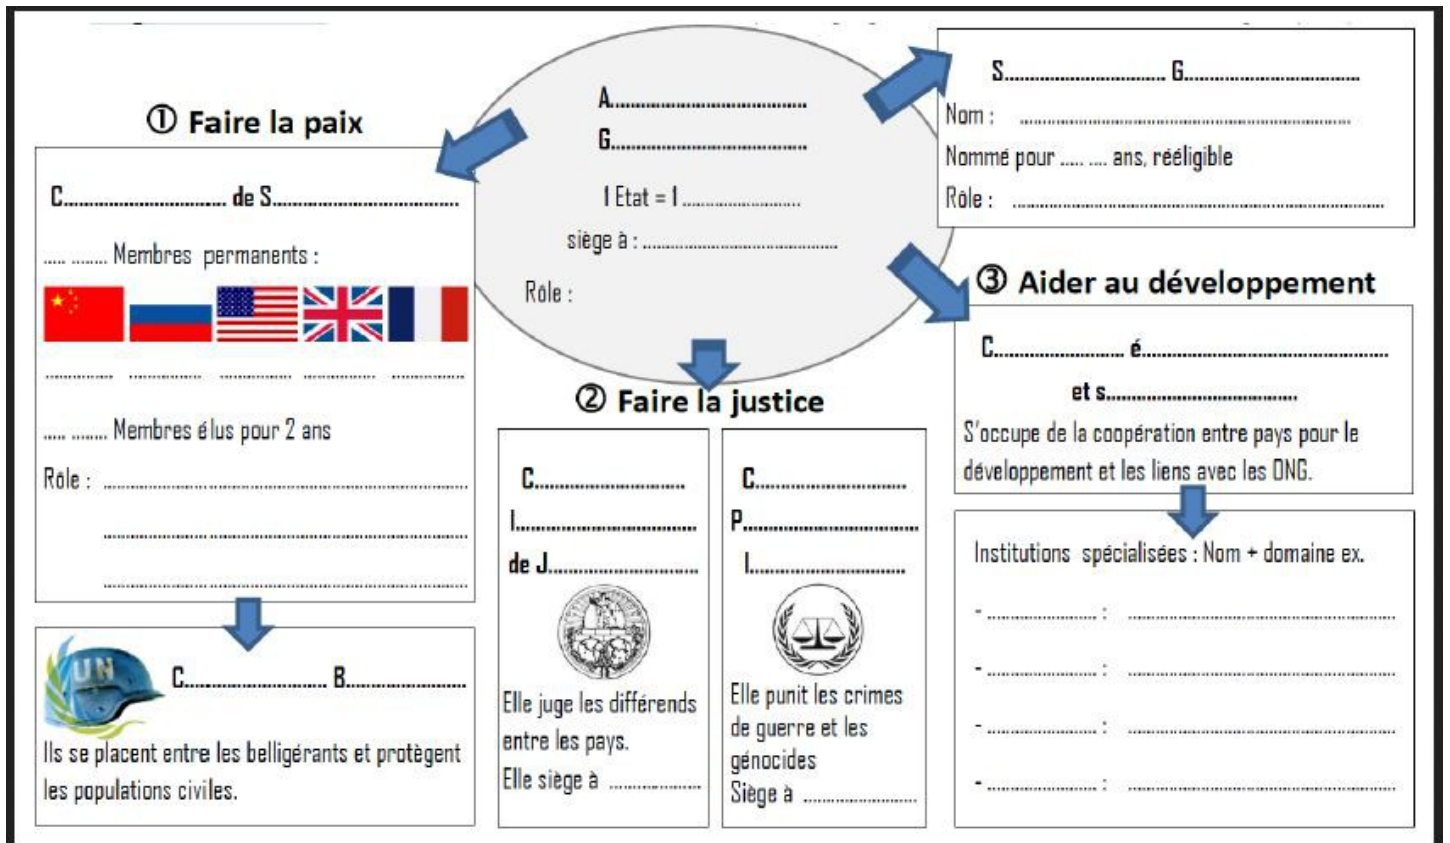 A........................................
G........................................
1 Etat = 1 ........................
siège à : ........................................
Rôle :
S................................ G....................................
Nom : ....................................................................
Nommé pour ..... .... ans, rééligible
Rôle : ............................................................................
① Faire la paix
C................................ de S......................................
..... ........ Membres permanents :
.............. ............... ............... ............... ...............
..... ........ Membres élus pour 2 ans
Rôle : ..........................................................................
..........................................................................
..........................................................................
UN
C............................ B........................
Ils se placent entre les belligérants et protègent
les populations civiles.
② Faire la justice
C..............................
I....................................
de J..............................
Elle juge les différends
entre les pays.
Elle siège à ...................
C..............................
P...................................
I...............................
Elle punit les crimes
de guerre et les
génocides
Siège à .......................
③ Aider au développement
C.......................... é.................................................
et s......................................
S'occupe de la coopération entre pays pour le
développement et les liens avec les ONG.
Institutions spécialisées : Nom + domaine ex.
- ...................... : ......................................................
- ...................... : ......................................................
- ...................... : ......................................................
- ...................... : ......................................................